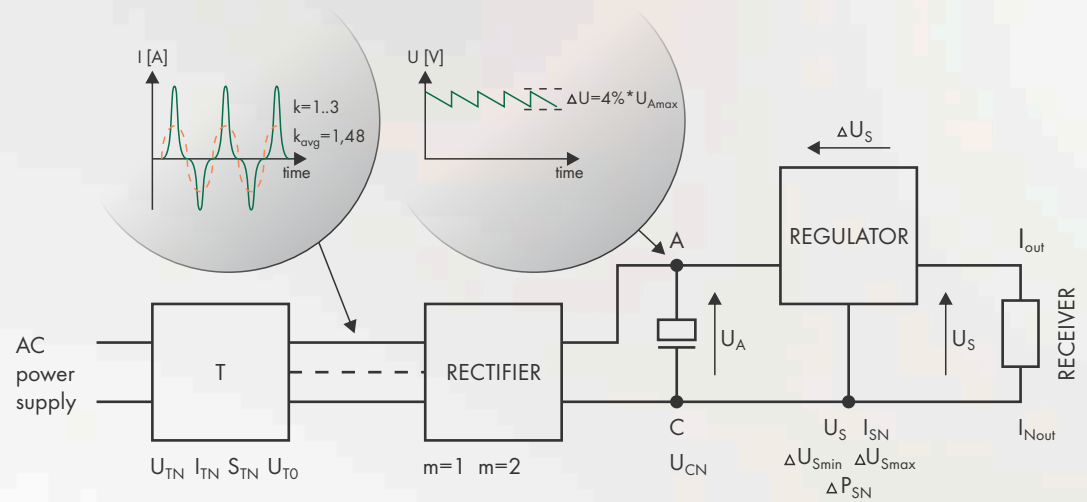 I [A]
k=1..3
kavg=1,48
time
U [V]
ΔU=4%*UAmax
time
ΔUS
REGULATOR
A
Iout
AC
power
supply
T
RECTIFIER
UA
US
RECEIVER
C
UCN
US ISN
ΔUSmin ΔUSmax
ΔPSN
INout
UTN ITN STN UT0
m=1 m=2